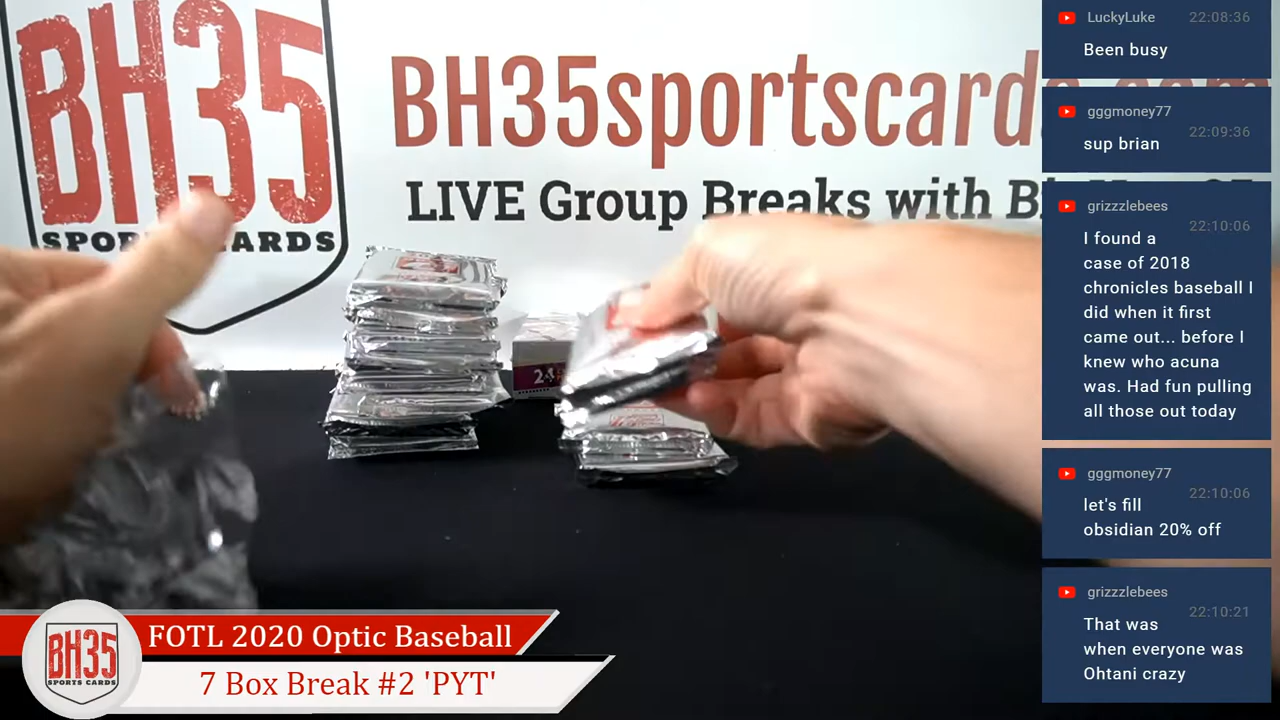 BH35
SPORTS CARDS
BH35sportscards.com
LIVE Group Breaks with
24
LuckyLuke 22:08:36
Been busy
gggmoney77 22:09:36
sup brian
grizzzlebees 22:10:06
I found a
case of 2018
chronicles baseball I
did when it first
came out... before I
knew who acuna
was. Had fun pulling
all those out today
gggmoney77 22:10:06
let's fill
obsidian 20% off
grizzzlebees 22:10:21
That was
when everyone was
Ohtani crazy
BH35
SPORTS CARDS
FOTL 2020 Optic Baseball
7 Box Break #2 'PYT'